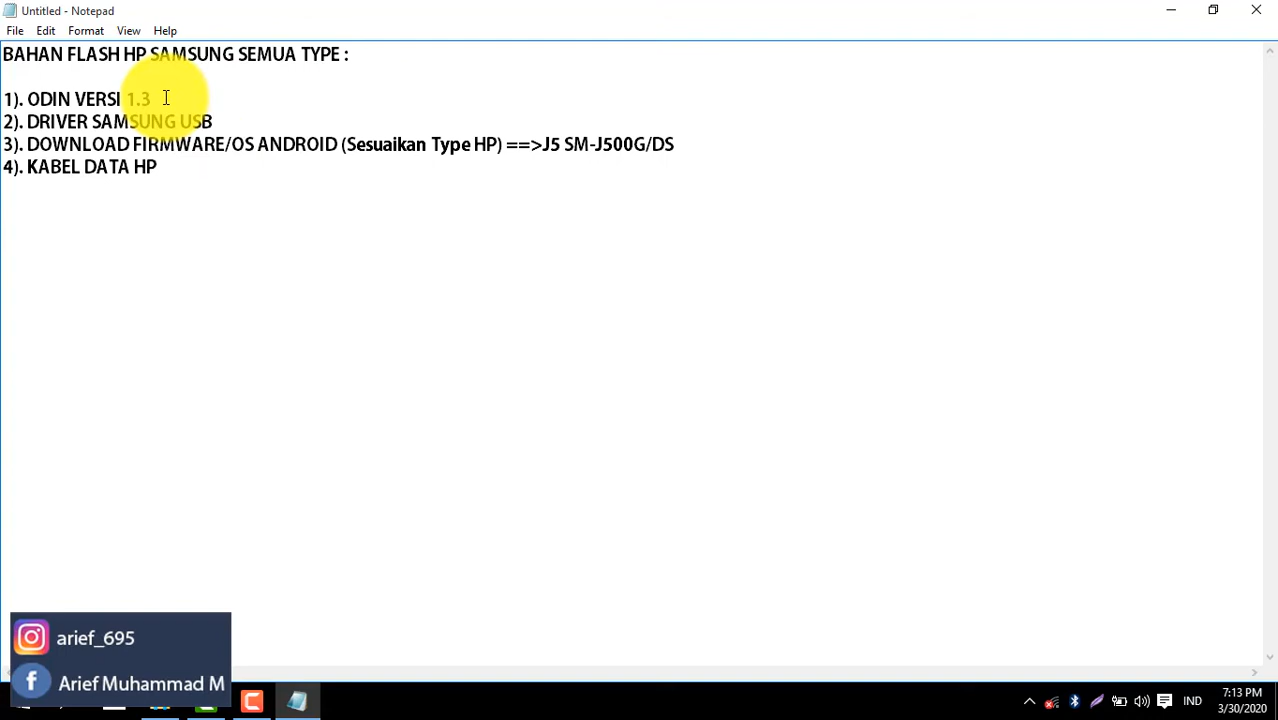 Untitled - Notepad
File Edit Format View Help
BAHAN FLASH HP SAMSUNG SEMUA TYPE :
1). ODIN VERSI 1.3
2). DRIVER SAMSUNG USB
3). DOWNLOAD FIRMWARE/OS ANDROID (Sesuaikan Type HP) ==>J5 SM-J500G/DS
4). KABEL DATA HP
arief_695
Arief Muhammad M
IND
7:13 PM
3/30/2020